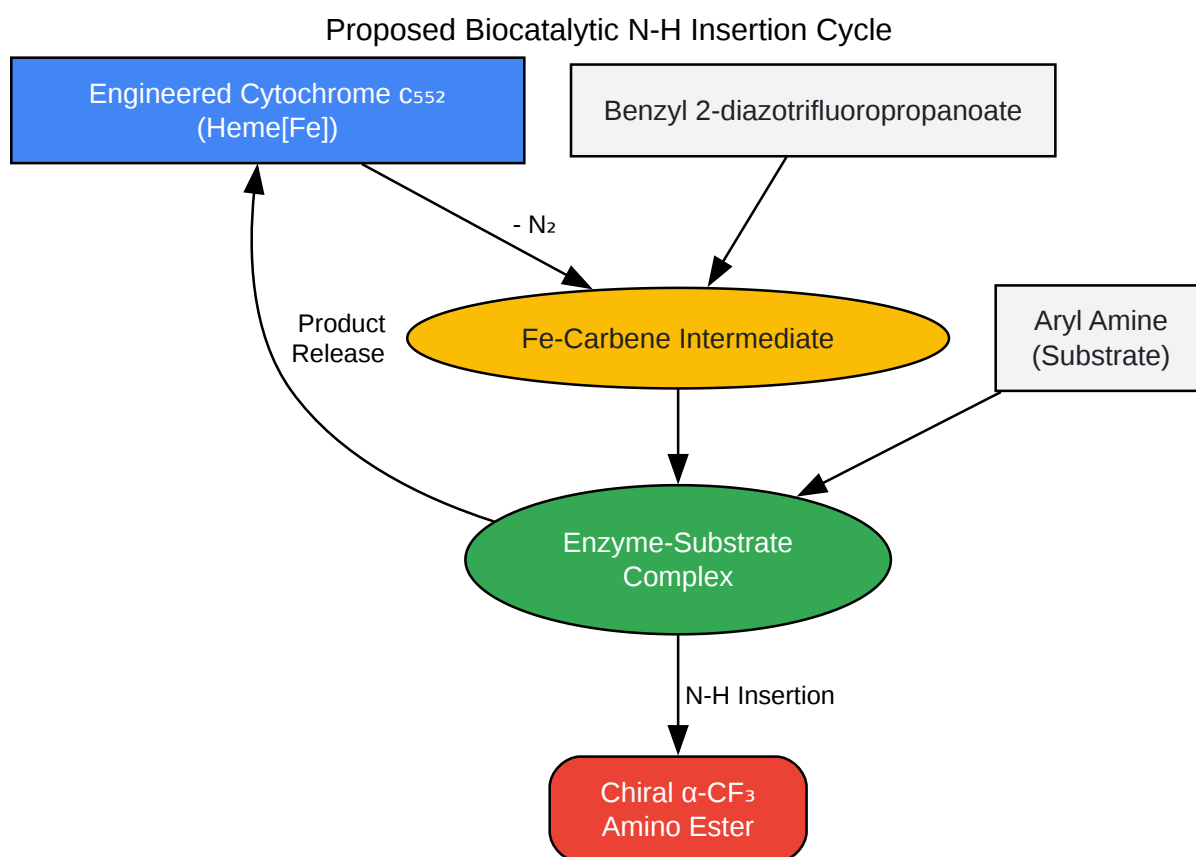 Proposed Biocatalytic N-H Insertion Cycle
Engineered Cytochrome c₅₅₂
(Heme[Fe])
Benzyl 2-diazotrifluoropropanoate
- N₂
Fe-Carbene Intermediate
Aryl Amine
(Substrate)
Product
Release
Enzyme-Substrate
Complex
N-H Insertion
Chiral α-CF₃
Amino Ester